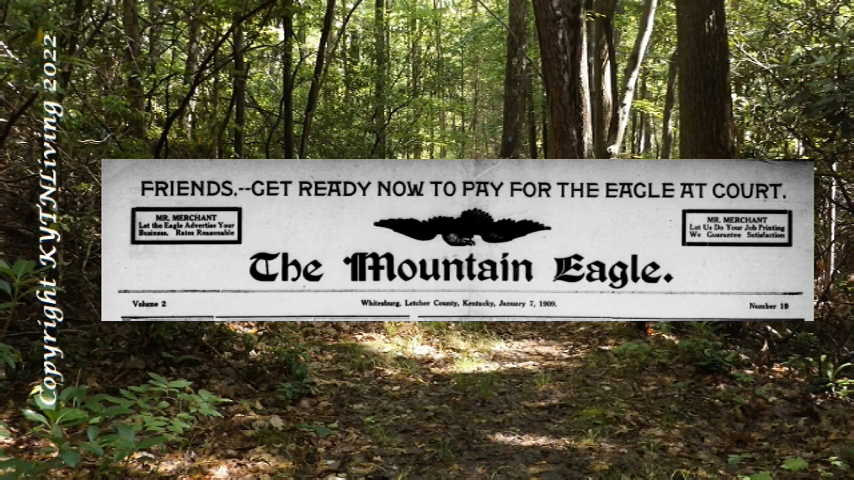 Copyright KYTNLiving 2022
FRIENDS.--GET READY NOW TO PAY FOR THE EAGLE AT COURT.
MR. MERCHANT
Let the Eagle Advertise Your
Business. Rates Reasonable
MR. MERCHANT
Let Us Do Your Job Printing
We Guarantee Satisfaction
The Mountain Eagle.
Volume 2
Whitesburg, Letcher County, Kentucky, January 7, 1909.
Number 19